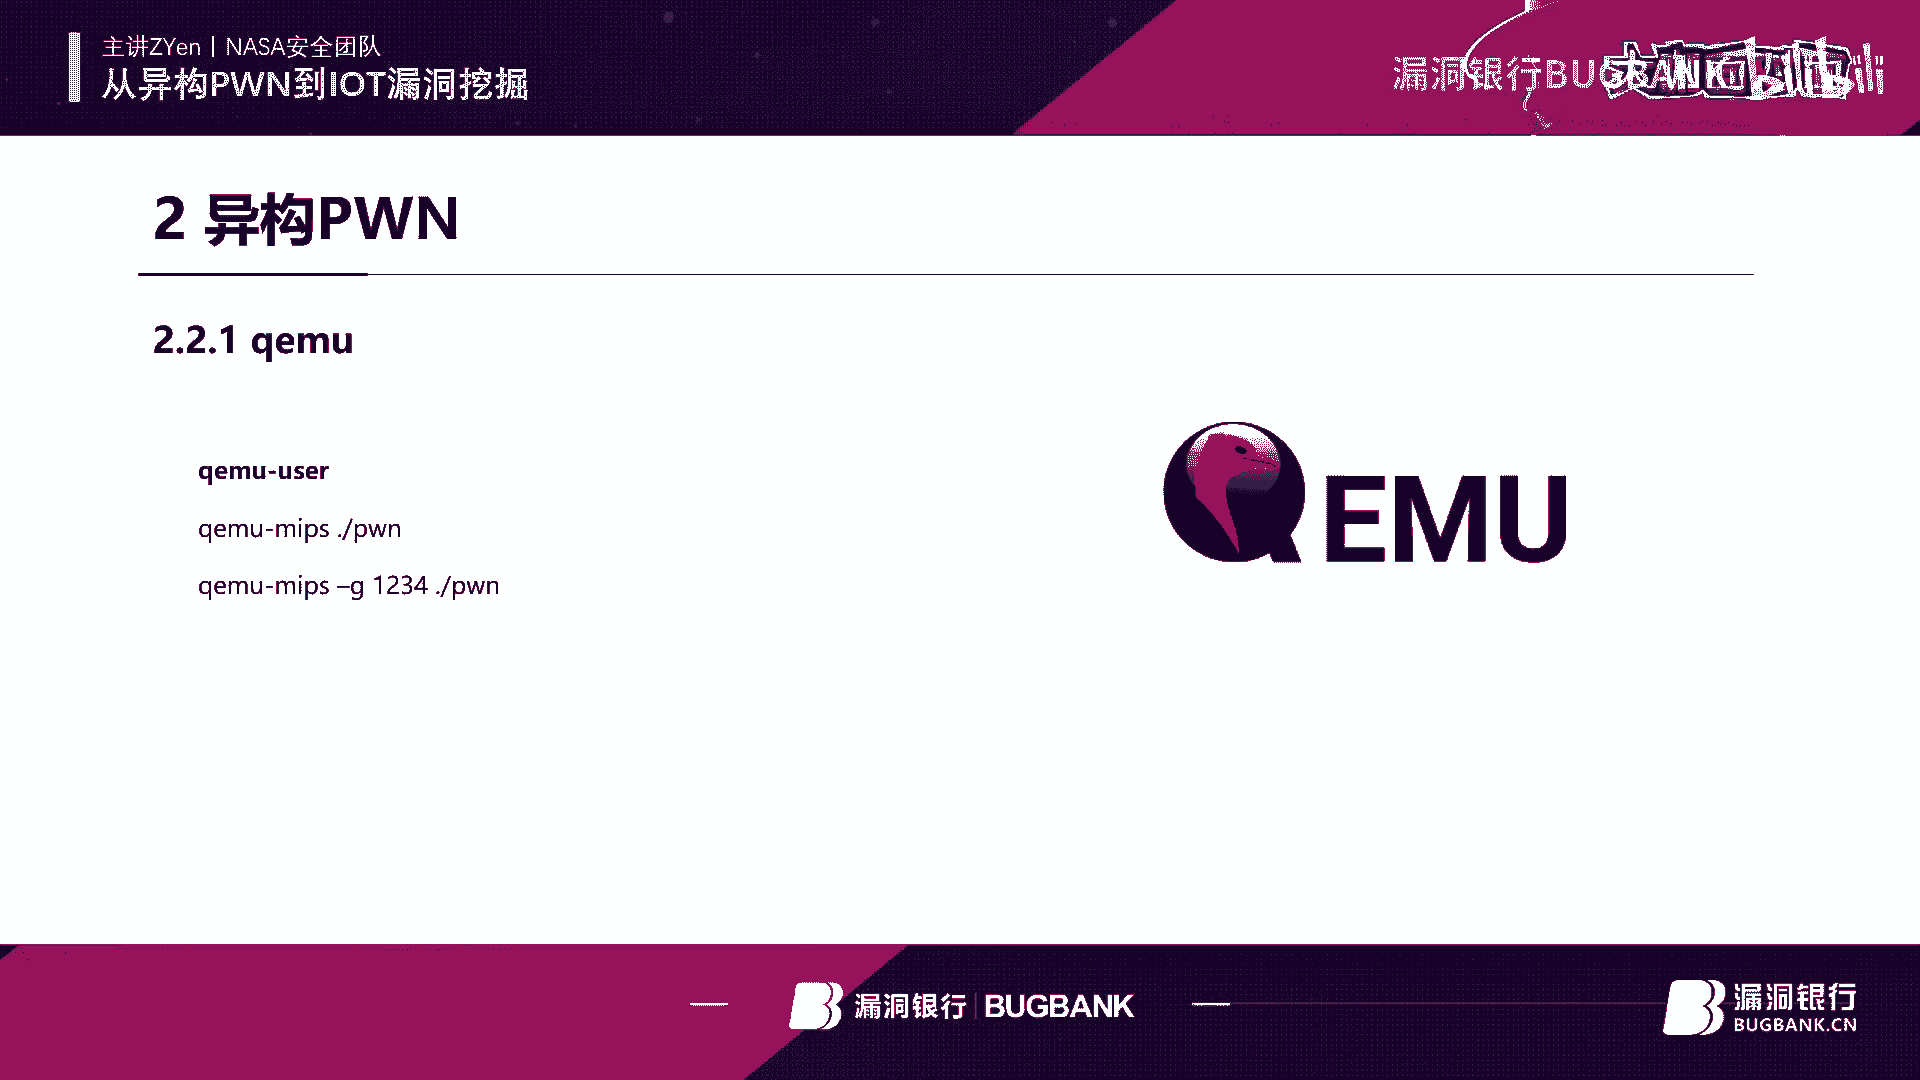 主讲ZYen丨NASA安全团队
从异构PWN到IOT漏洞挖掘
漏洞银行BUGBANK
2 异构PWN
2.2.1 qemu
qemu-user
qemu-mips ./pwn
qemu-mips –g 1234 ./pwn
QEMU
漏洞银行 | BUGBANK
漏洞银行
BUGBANK.CN